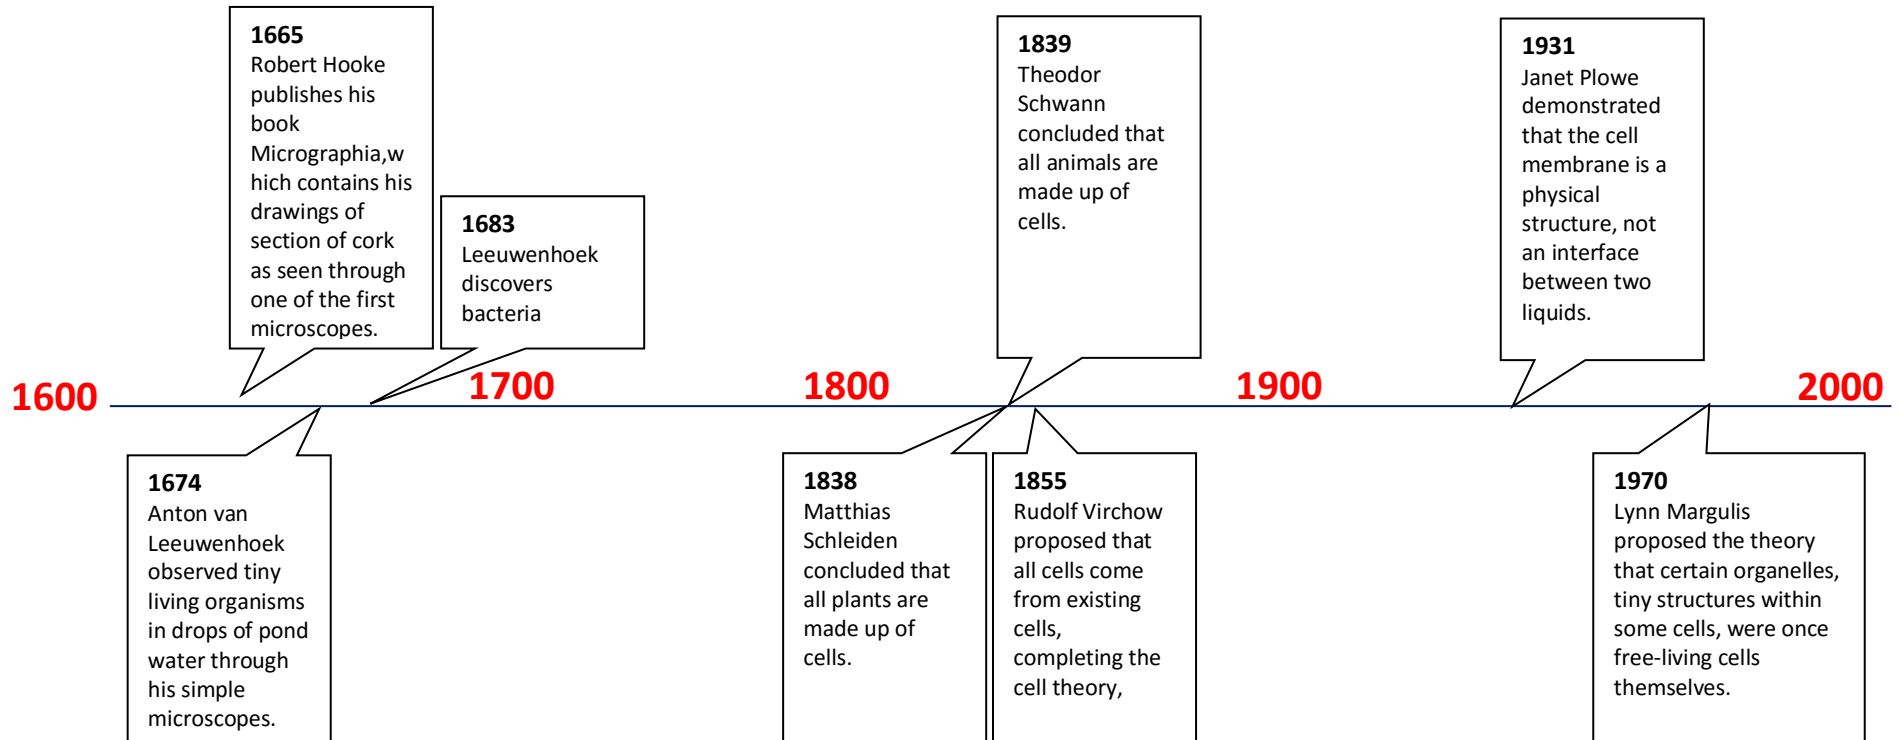 1665
Robert Hooke
publishes his
book
Micrographia,w
hich contains his
drawings of
section of cork
as seen through
one of the first
microscopes.
1683
Leeuwenhoek
discovers
bacteria
1839
Theodor
Schwann
concluded that
all animals are
made up of
cells.
1931
Janet Plowe
demonstrated
that the cell
membrane is a
physical
structure, not
an interface
between two
liquids.
1600
1700
1800
1900
2000
1674
Anton van
Leeuwenhoek
observed tiny
living organisms
in drops of pond
water through
his simple
microscopes.
1838
Matthias
Schleiden
concluded that
all plants are
made up of
cells.
1855
Rudolf Virchow
proposed that
all cells come
from existing
cells,
completing the
cell theory,
1970
Lynn Margulis
proposed the theory
that certain organelles,
tiny structures within
some cells, were once
free-living cells
themselves.